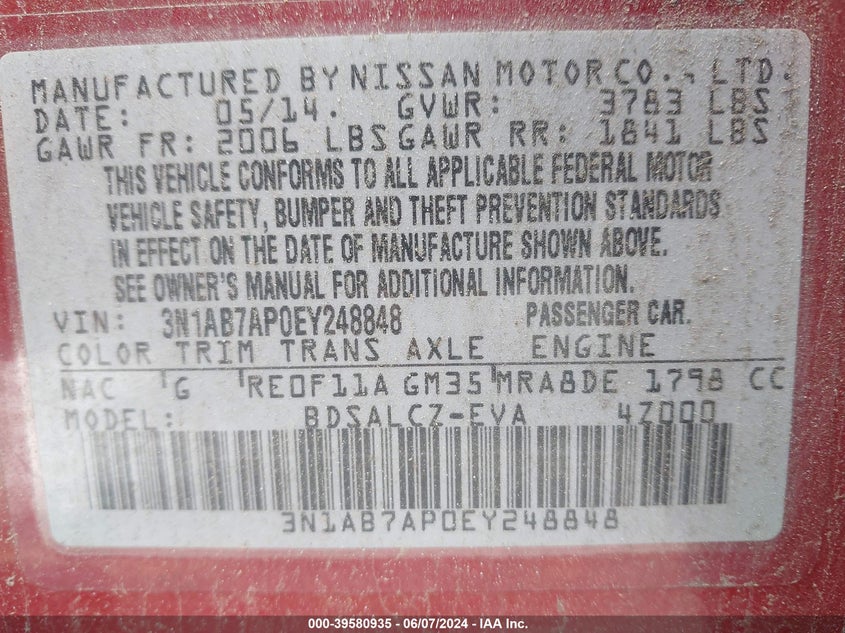 MANUFACTURED BY NISSAN MOTOR CO., LTD.
DATE: 05/14. GVWR: 3783 LBS
GAWR FR: 2006 LBS GAWR RR: 1841 LBS
THIS VEHICLE CONFORMS TO ALL APPLICABLE FEDERAL MOTOR
VEHICLE SAFETY, BUMPER AND THEFT PREVENTION STANDARDS
IN EFFECT ON THE DATE OF MANUFACTURE SHOWN ABOVE.
SEE OWNER'S MANUAL FOR ADDITIONAL INFORMATION.
VIN: 3N1AB7AP0EY248848 PASSENGER CAR.
COLOR TRIM TRANS AXLE ENGINE
NAC G RE0F11A GM35 MRA8DE 1798 CC
MODEL: BDSALCZ-EVA 4Z000
3N1AB7AP0EY248848
000-39580935 - 06/07/2024 - IAA Inc.